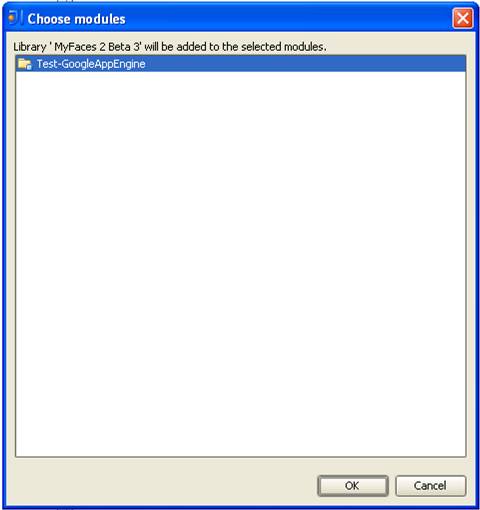 Choose modules
Library ' MyFaces 2 Beta 3' will be added to the selected modules.
Test-GoogleAppEngine
OK
Cancel